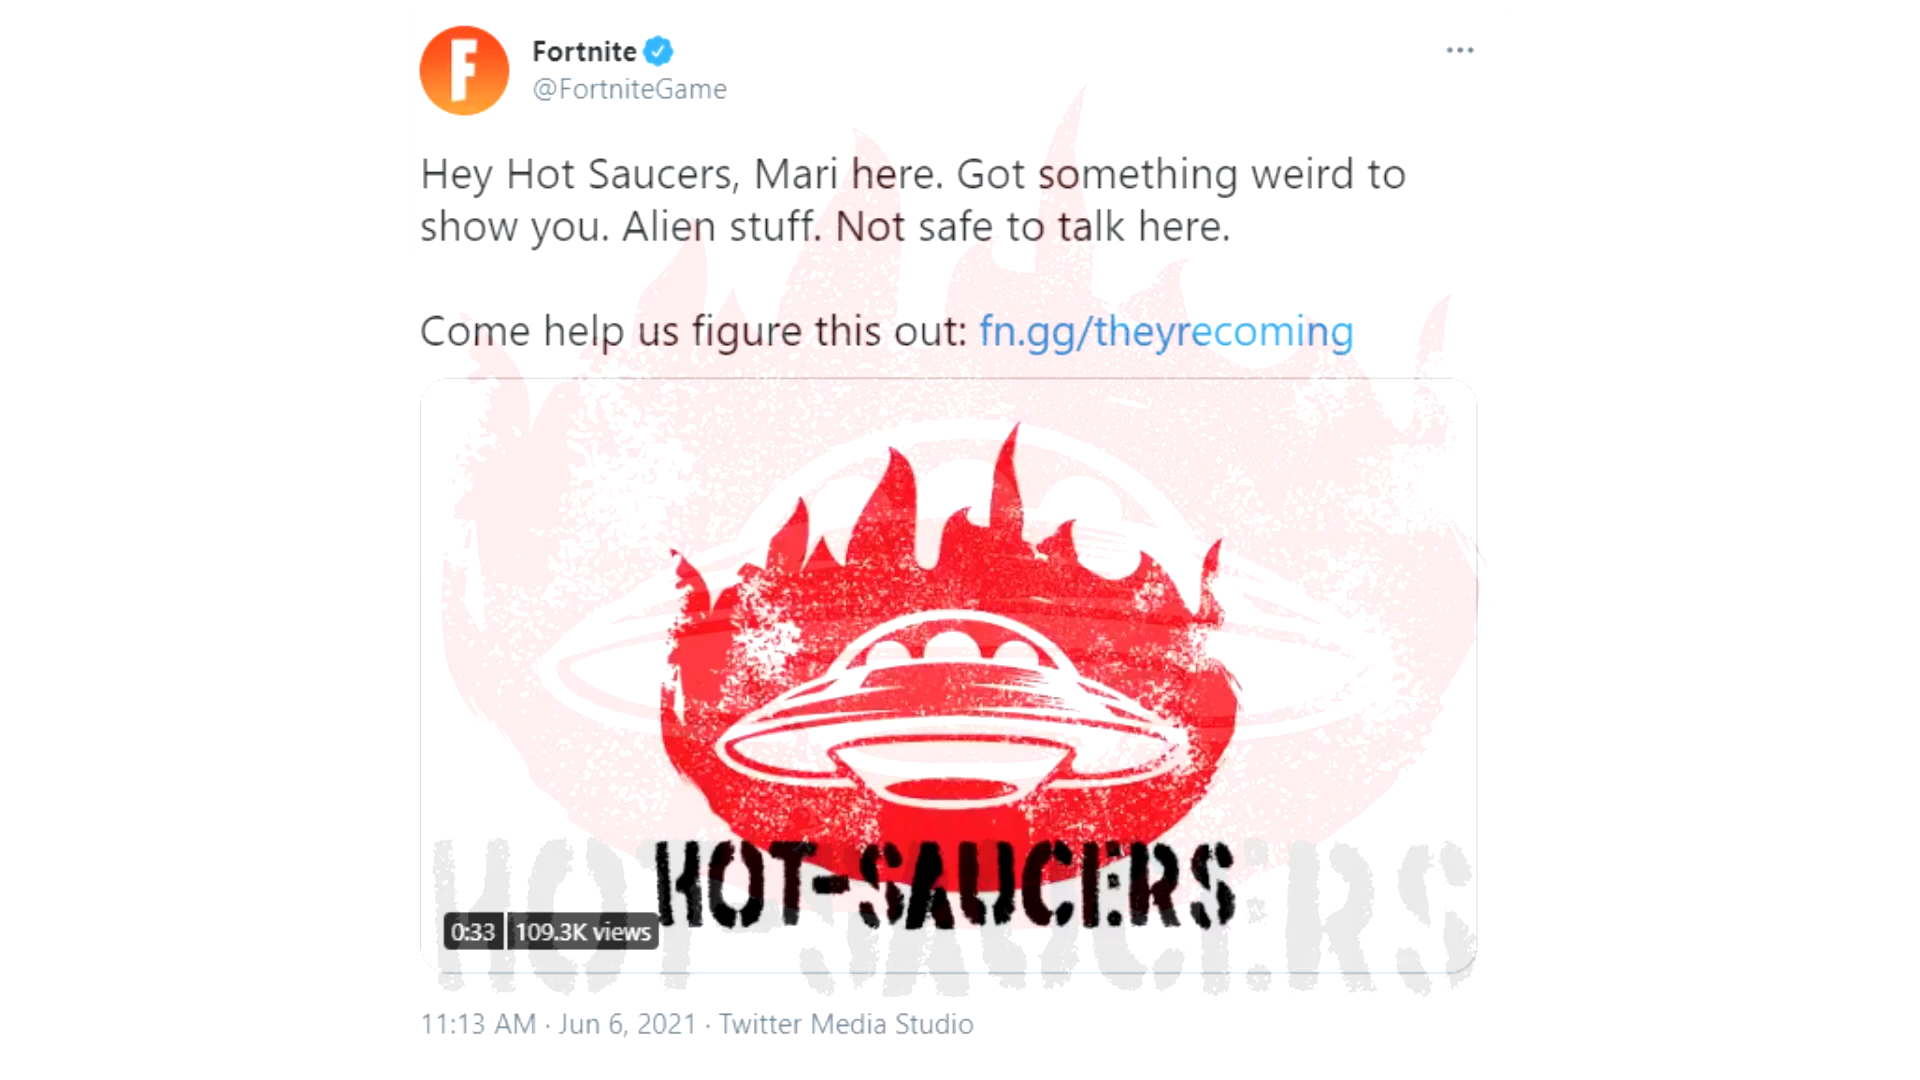 Fortnite
@FortniteGame
Hey Hot Saucers, Mari here. Got something weird to
show you. Alien stuff. Not safe to talk here.
Come help us figure this out: fn.gg/theyrecoming
HOT-SAUCERS
0:33 109.3K views
HOT-SAUCERS
11:13 AM · Jun 6, 2021 · Twitter Media Studio